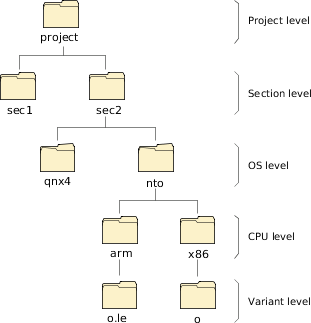 project
Project level
sec1
sec2
Section level
qnx4
nto
OS level
arm
x86
CPU level
o.le
o
Variant level